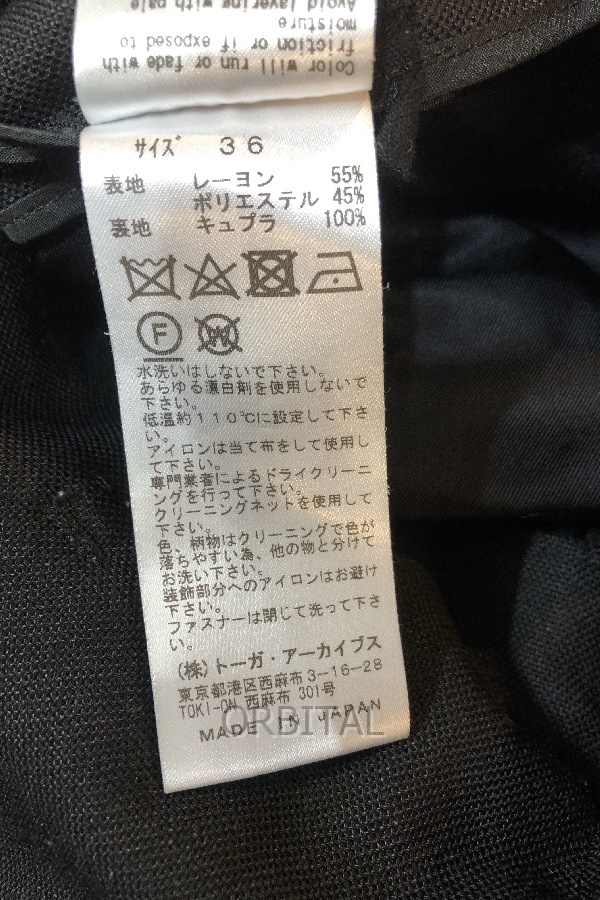 Avoid layering with pale
moisture.
friction or if exposed to
Color will run or fade with
サイズ 36
表地 レーヨン 55%
ポリエステル 45%
裏地 キュプラ 100%
F
W
水洗いはしないで下さい。
あらゆる漂白剤を使用しないで
下さい。
低温約110℃に設定して下さ
い。
アイロンは当て布をして使用し
て下さい。
専門業者によるドライクリーニ
ングを行って下さい。
クリーニングネットを使用して
下さい。
色、柄物はクリーニングで色が
落ちやすい為、他の物と分けて
お洗い下さい。
装飾部分へのアイロンはお避け
下さい。
ファスナーは閉じて洗って下さ
い。
(株)トーガ・アーカイブス
東京都港区西麻布3-16-28
TOKI-ON 西麻布 301号
ORBITAL
MADE IN JAPAN